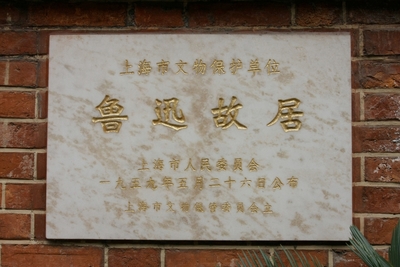 上海市文物保护单位
鲁迅故居
上海市人民委员会
一九五九年五月二十六日公布
上海市文物保管委员会立